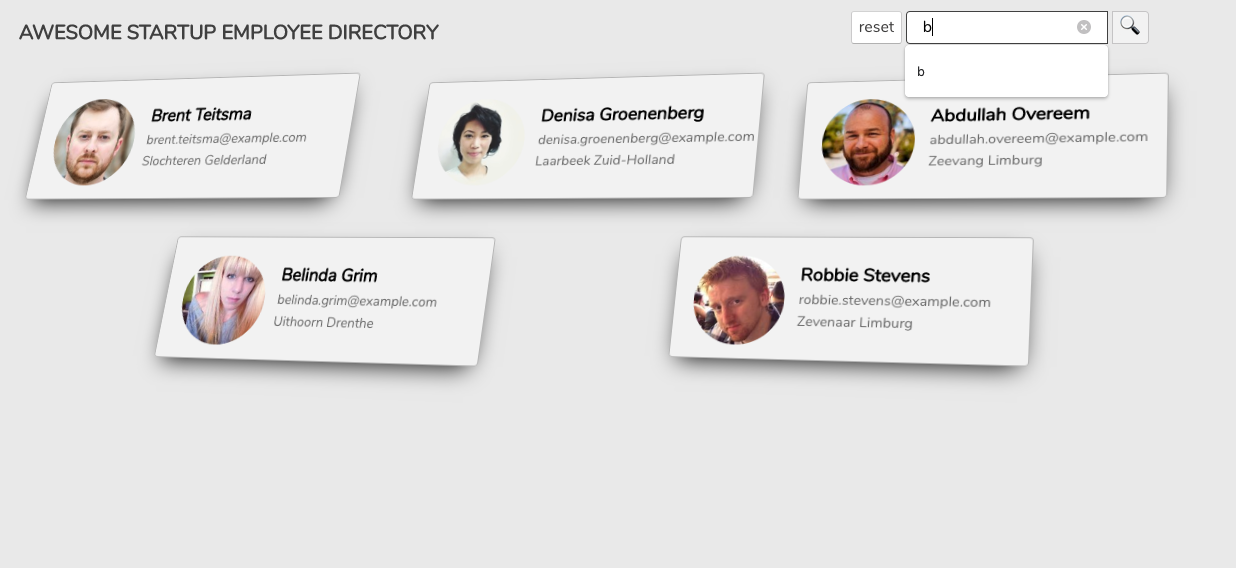 AWESOME STARTUP EMPLOYEE DIRECTORY
reset
b
b
Brent Teitsma
brent.teitsma@example.com
Slochteren Gelderland
Denisa Groenenberg
denisa.groenenberg@example.com
Laarbeek Zuid-Holland
Abdullah Overeem
abdullah.overeem@example.com
Zeevang Limburg
Belinda Grim
belinda.grim@example.com
Uithoorn Drenthe
Robbie Stevens
robbie.stevens@example.com
Zevenaar Limburg